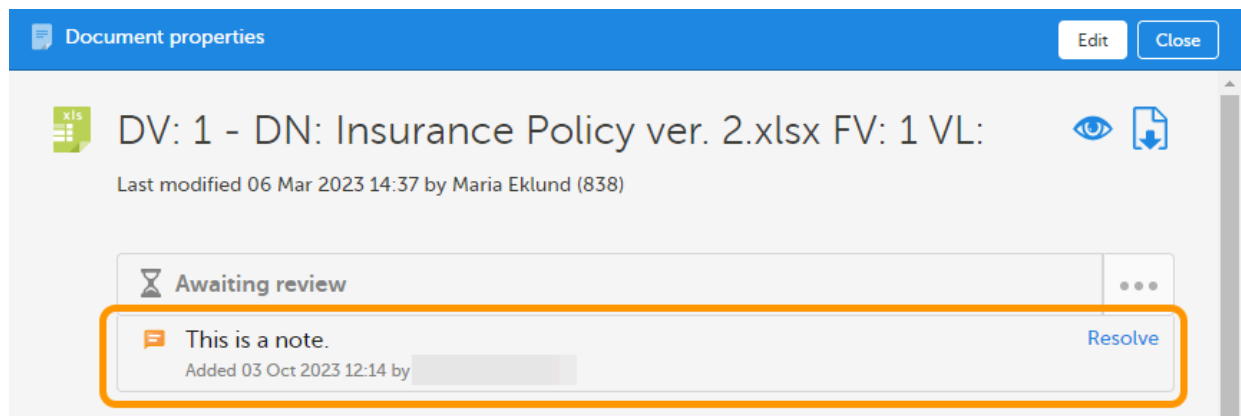 Document properties
Edit
Close
xls
DV: 1 - DN: Insurance Policy ver. 2.xlsx FV: 1 VL:
Last modified 06 Mar 2023 14:37 by Maria Eklund (838)
Awaiting review
This is a note.
Resolve
Added 03 Oct 2023 12:14 by